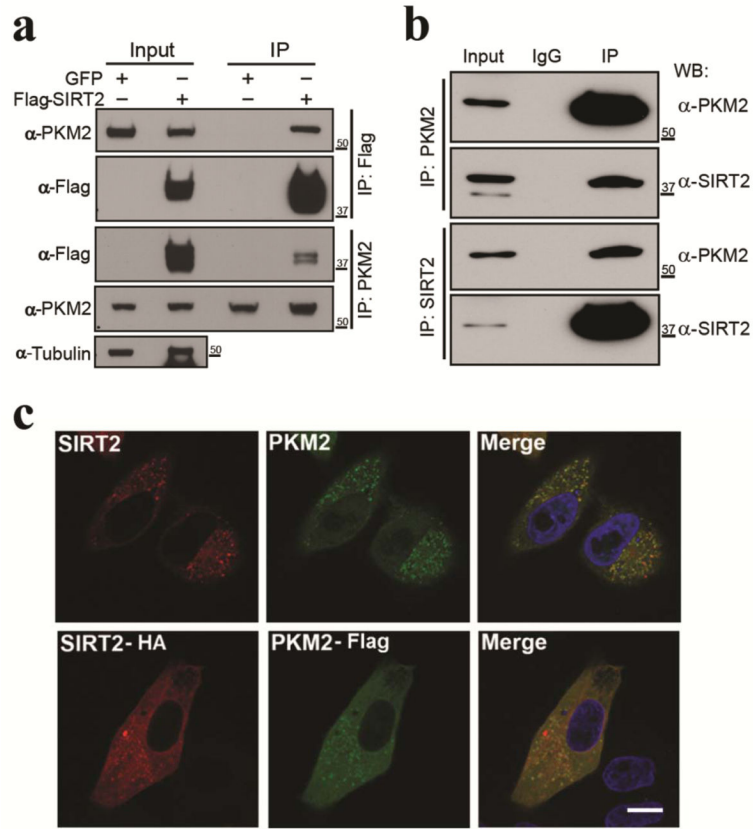 a
Input IP
GFP + – + –
Flag-SIRT2 – + – +
α-PKM2 50
α-Flag 37
IP: Flag
α-Flag 37
α-PKM2 50
IP: PKM2
α-Tubulin 50
b
Input IgG IP WB:
α-PKM2
50
α-SIRT2
37
IP: PKM2
α-PKM2
50
α-SIRT2
37
IP: SIRT2
c
SIRT2 PKM2 Merge
SIRT2-HA PKM2-Flag Merge